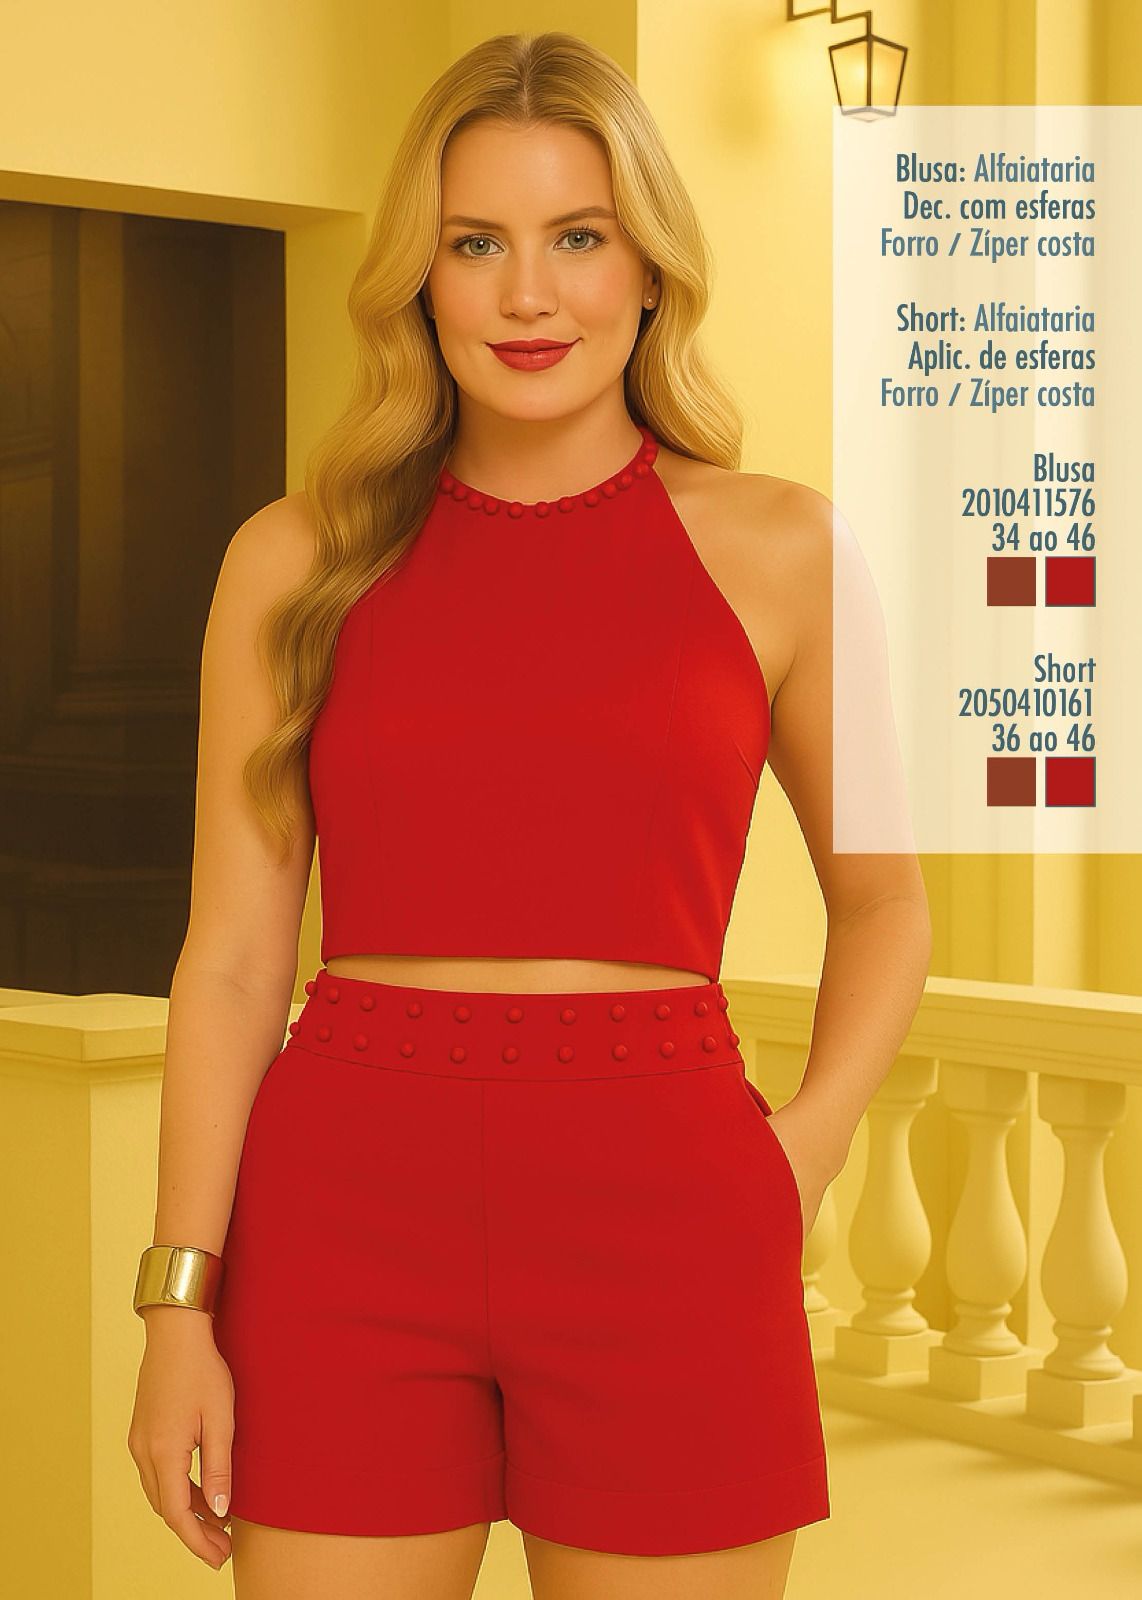 Blusa: Alfaiataria
Dec. com esferas
Forro / Zíper costa
Short: Alfaiataria
Aplic. de esferas
Forro / Zíper costa
Blusa
2010411576
34 ao 46
Short
2050410161
36 ao 46